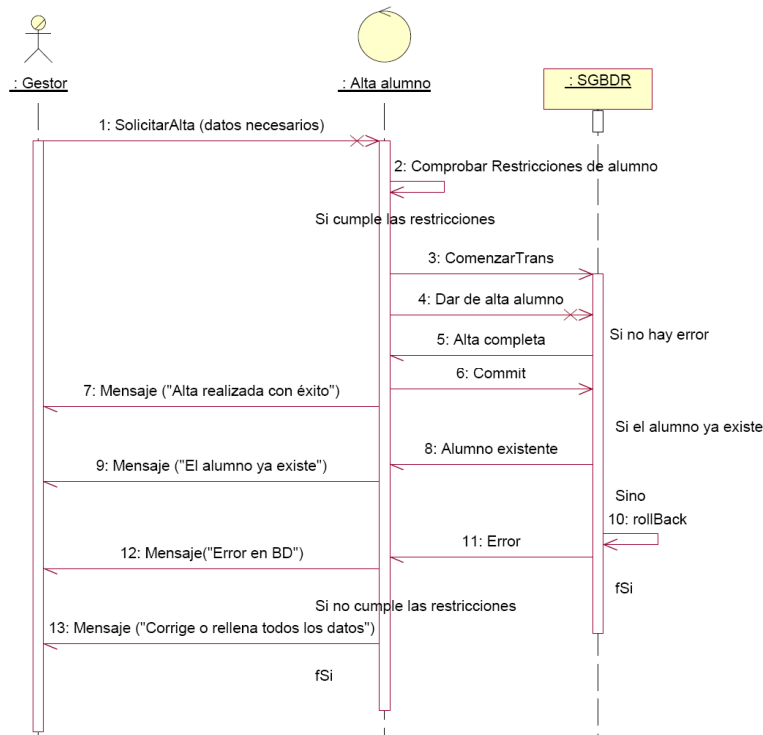 : Gestor
: Alta alumno
: SGBDR
1: SolicitarAlta (datos necesarios)
2: Comprobar Restricciones de alumno
Si cumple las restricciones
3: ComenzarTrans
4: Dar de alta alumno
Si no hay error
5: Alta completa
6: Commit
7: Mensaje ("Alta realizada con éxito")
Si el alumno ya existe
8: Alumno existente
9: Mensaje ("El alumno ya existe")
Sino
10: rollBack
11: Error
12: Mensaje("Error en BD")
fSi
Si no cumple las restricciones
13: Mensaje ("Corrige o rellena todos los datos")
fSi